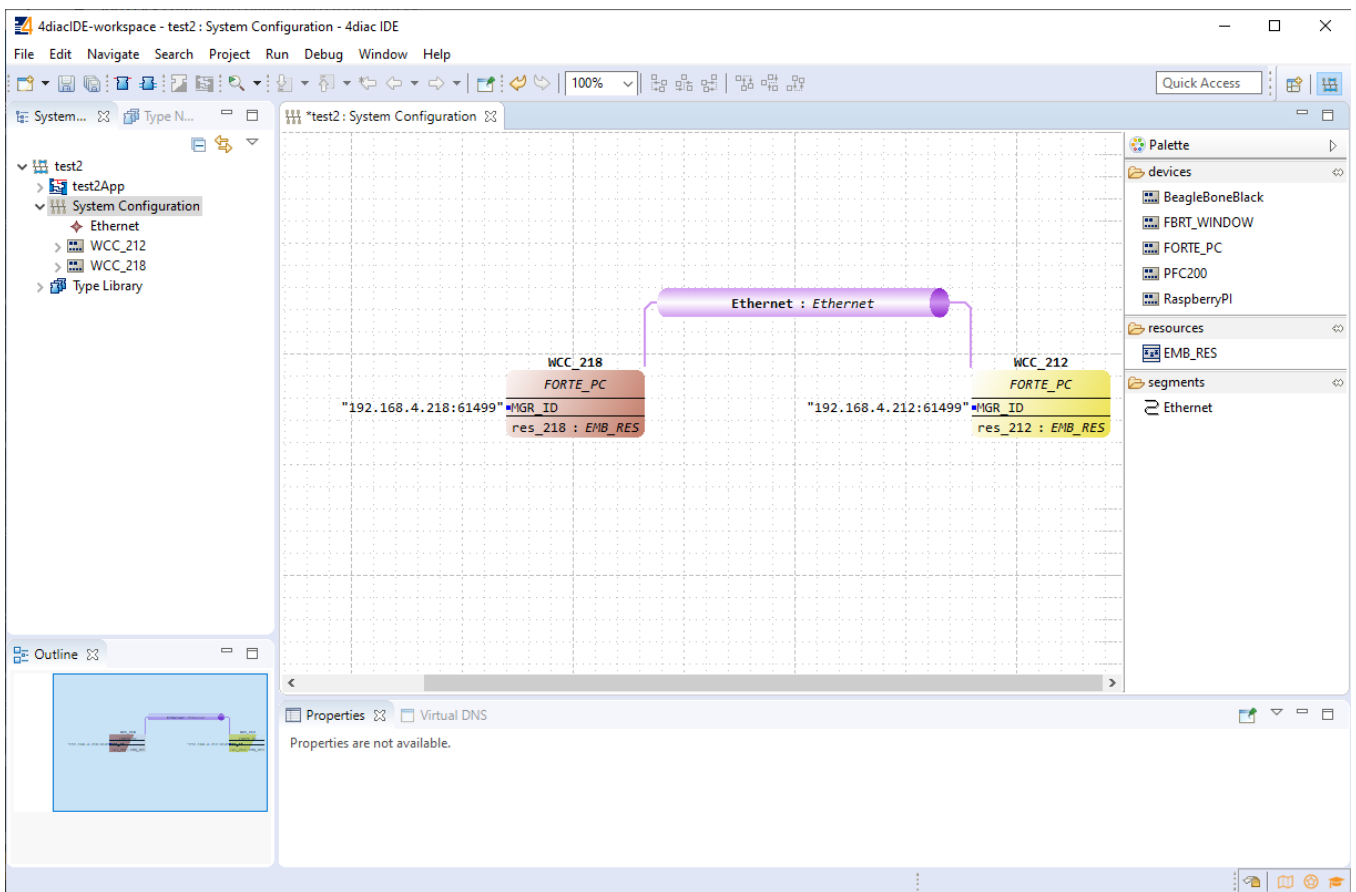 4diacIDE-workspace - test2 : System Configuration - 4diac IDE
File Edit Navigate Search Project Run Debug Window Help
100%
Quick Access
System...
Type N...
test2
test2App
System Configuration
Ethernet
WCC_212
WCC_218
Type Library
*test2 : System Configuration
Ethernet : Ethernet
WCC_218
FORTE_PC
"192.168.4.218:61499" MGR_ID
res_218 : EMB_RES
WCC_212
FORTE_PC
"192.168.4.212:61499" MGR_ID
res_212 : EMB_RES
Palette
devices
BeagleBoneBlack
FBRT_WINDOW
FORTE_PC
PFC200
RaspberryPI
resources
EMB_RES
segments
Ethernet
Outline
Properties
Virtual DNS
Properties are not available.